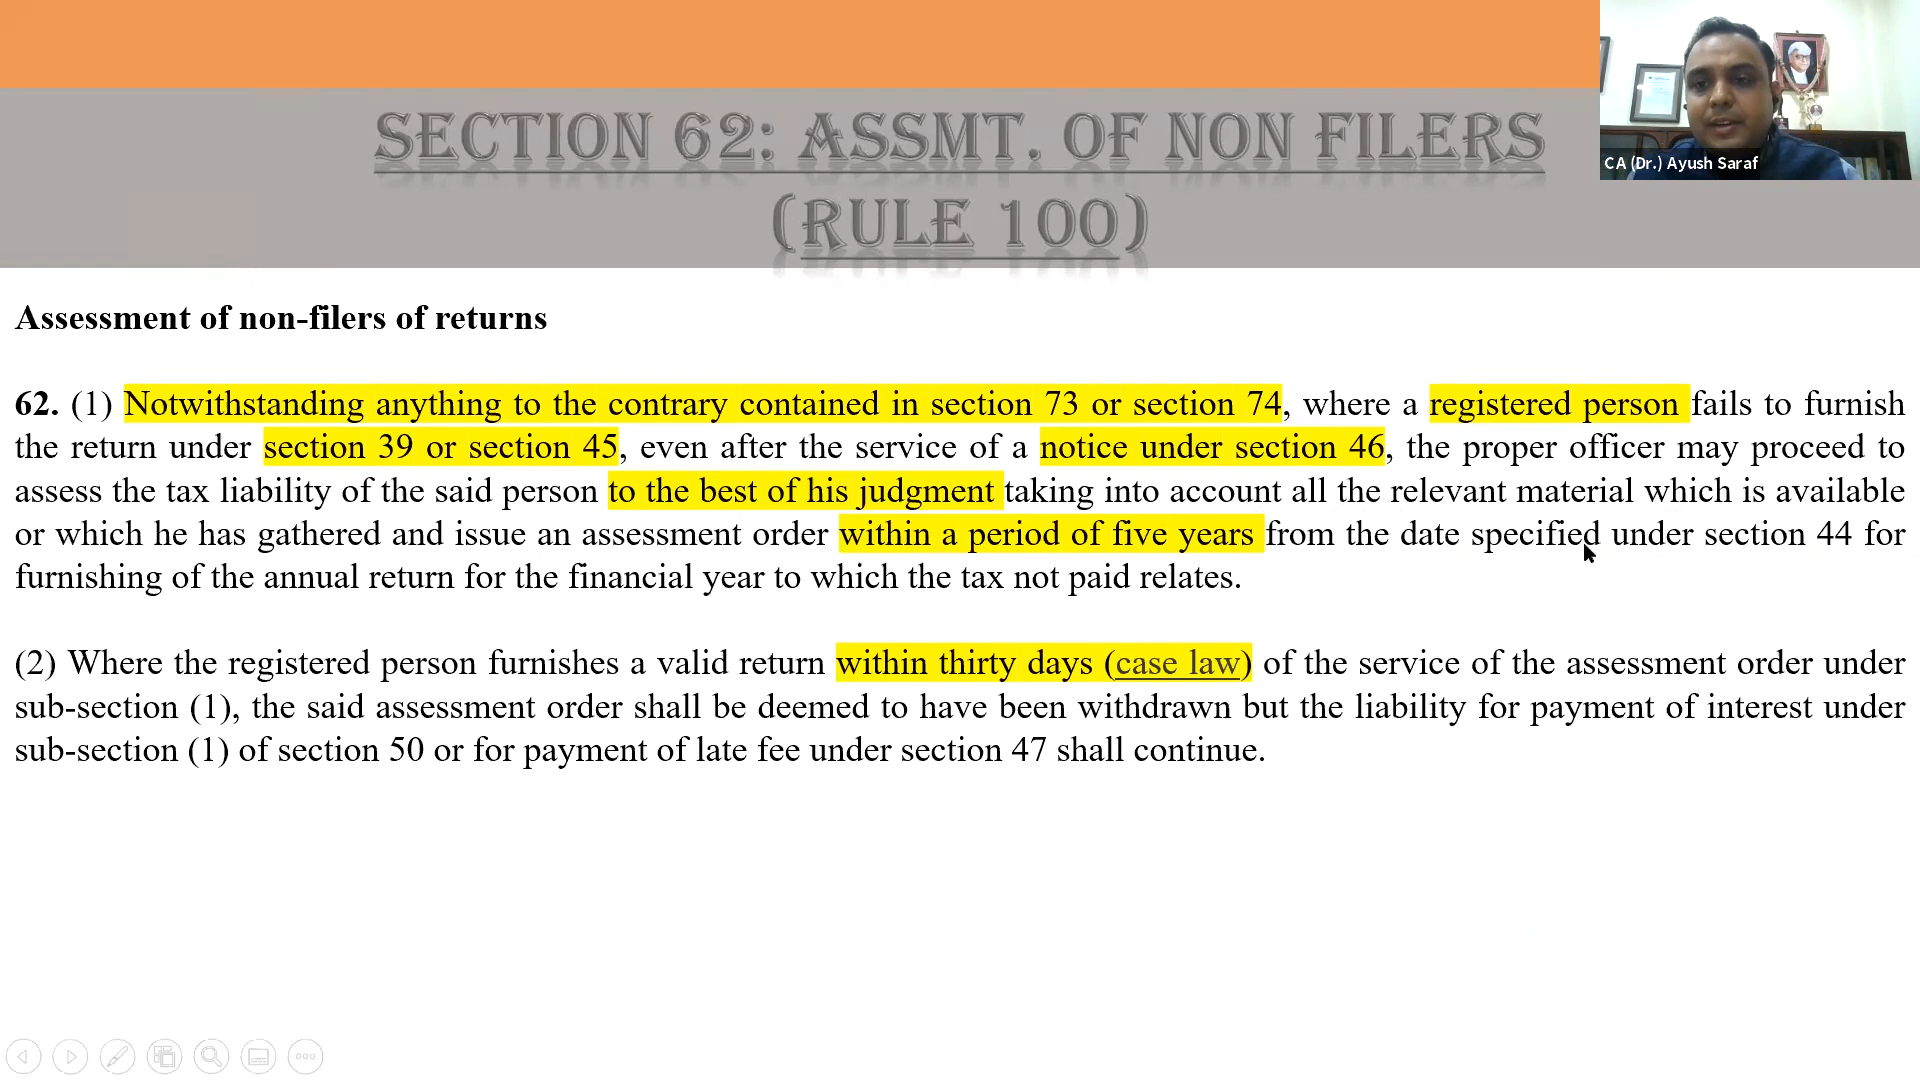 SECTION 62: ASSMT. OF NON FILERS
(RULE 100)
CA (Dr.) Ayush Saraf
Assessment of non-filers of returns
62. (1) Notwithstanding anything to the contrary contained in section 73 or section 74, where a registered person fails to furnish
the return under section 39 or section 45, even after the service of a notice under section 46, the proper officer may proceed to
assess the tax liability of the said person to the best of his judgment taking into account all the relevant material which is available
or which he has gathered and issue an assessment order within a period of five years from the date specified under section 44 for
furnishing of the annual return for the financial year to which the tax not paid relates.
(2) Where the registered person furnishes a valid return within thirty days (case law) of the service of the assessment order under
sub-section (1), the said assessment order shall be deemed to have been withdrawn but the liability for payment of interest under
sub-section (1) of section 50 or for payment of late fee under section 47 shall continue.